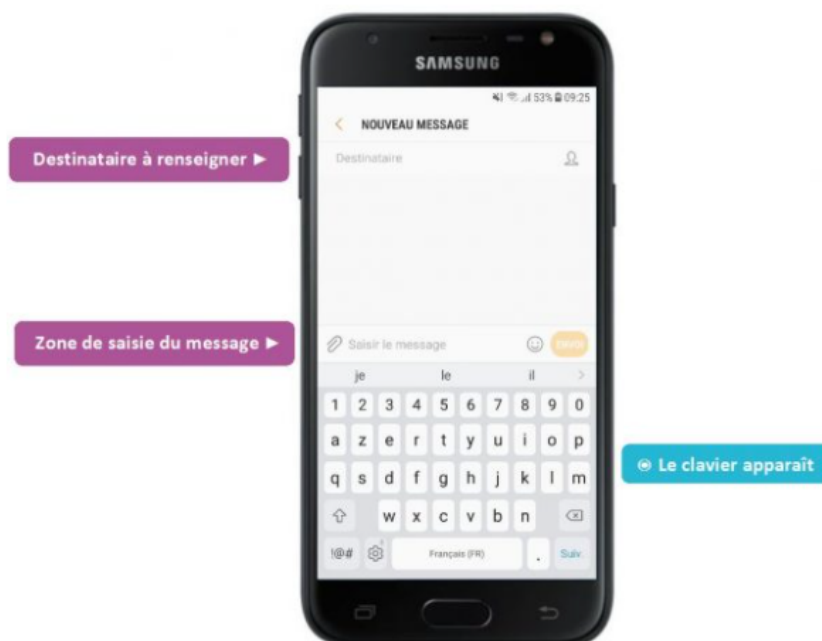 SAMSUNG
53% 09:25
NOUVEAU MESSAGE
Destinataire à renseigner ►
Destinataire
Zone de saisie du message ►
Saisir le message
ENVOI
je le il >
1 2 3 4 5 6 7 8 9 0
a z e r t y u i o p
◉ Le clavier apparaît
q s d f g h j k l m
w x c v b n
!@# Français (FR) . Suiv.